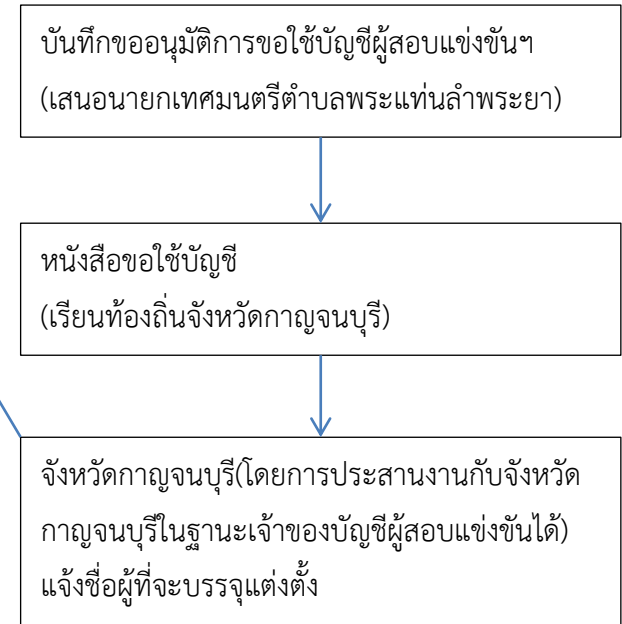 บันทึกขออนุมัติการขอใช้บัญชีผู้สอบแข่งขันฯ
(เสนอนายกเทศมนตรีตำบลพระแท่นลำพระยา)
หนังสือขอใช้บัญชี
(เรียนท้องถิ่นจังหวัดกาญจนบุรี)
จังหวัดกาญจนบุรี(โดยการประสานงานกับจังหวัด
กาญจนบุรีในฐานะเจ้าของบัญชีผู้สอบแข่งขันได้)
แจ้งชื่อผู้ที่จะบรรจุแต่งตั้ง